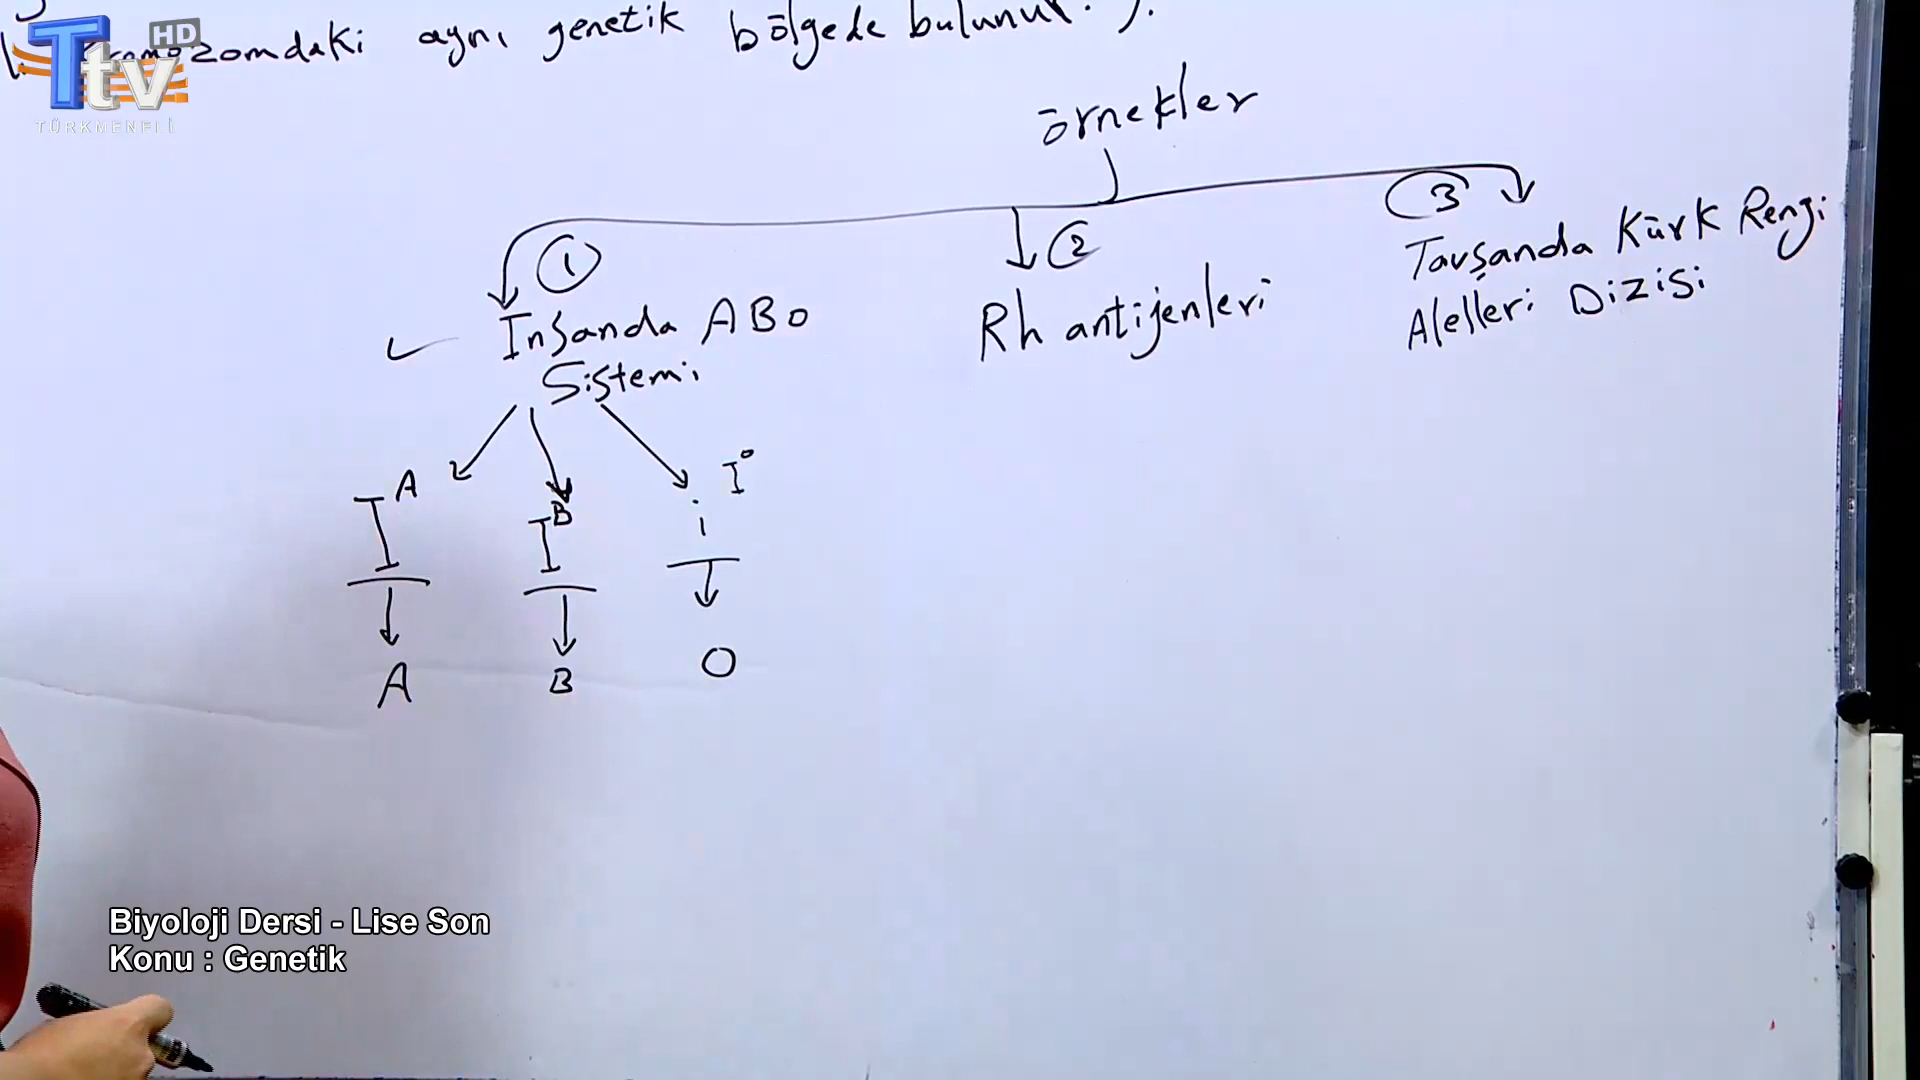 aynı genetik bölgede bulunur.).
HD
Ttv
TÜRKMENELİ
örnekler
1
2
3
İnsanda ABO
Sistemi
Rh antijenleri
Tavşanda Kürk Rengi
Alelleri Dizisi
I^A
I^B
i
I^o
A
B
O
Biyoloji Dersi - Lise Son
Konu : Genetik